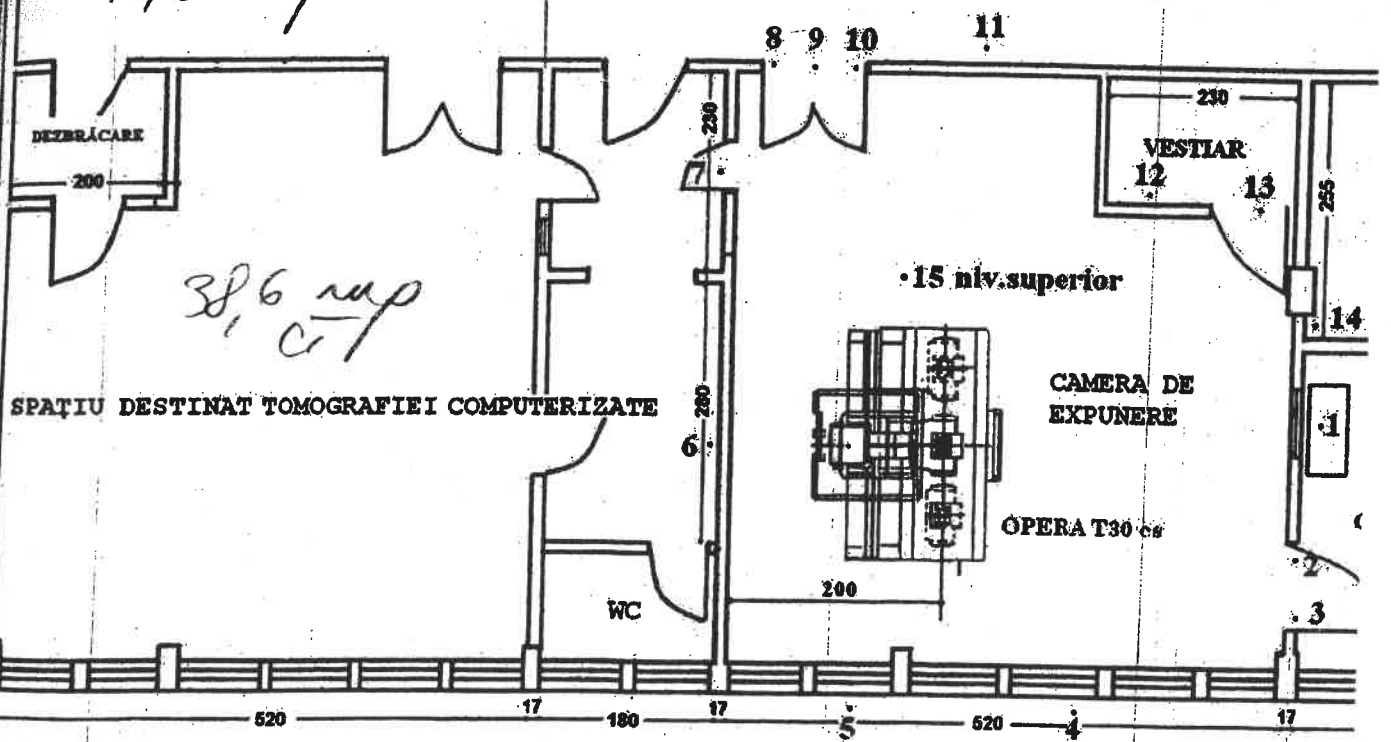 11
8 9 10
230
230
DEZBRĂCARE
VESTIAR
7
12
13
200
255
38,6 mp
15 niv.superior
14
CAMERA DE
EXPUNERE
SPAȚIU DESTINAT TOMOGRAFIEI COMPUTERIZATE
260
1
6
OPERA T30 cs
2
200
WC
3
17
17
17
520
180
5
520
4